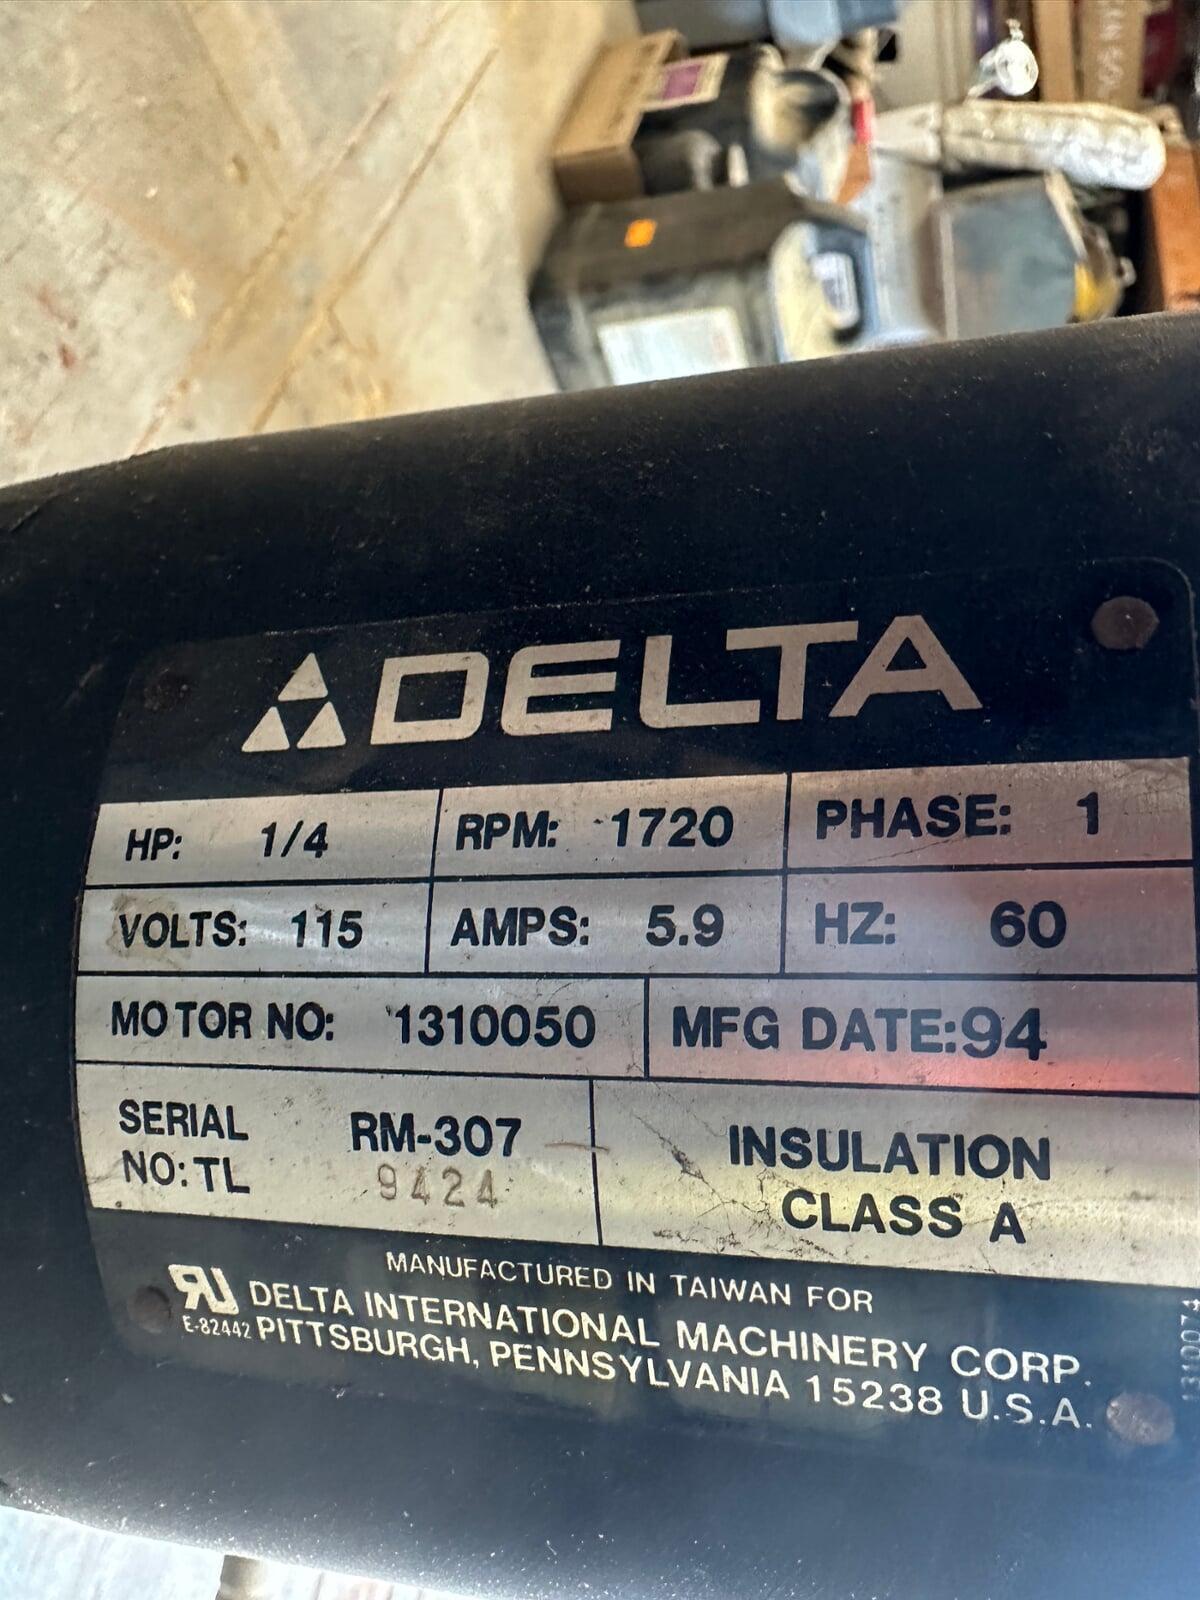 DELTA
HP: 1/4 RPM: 1720 PHASE: 1
VOLTS: 115 AMPS: 5.9 HZ: 60
MOTOR NO: 1310050 MFG DATE:94
SERIAL NO: TL RM-307 9424
INSULATION CLASS A
MANUFACTURED IN TAIWAN FOR
DELTA INTERNATIONAL MACHINERY CORP.
E-82442 PITTSBURGH, PENNSYLVANIA 15238 U.S.A.